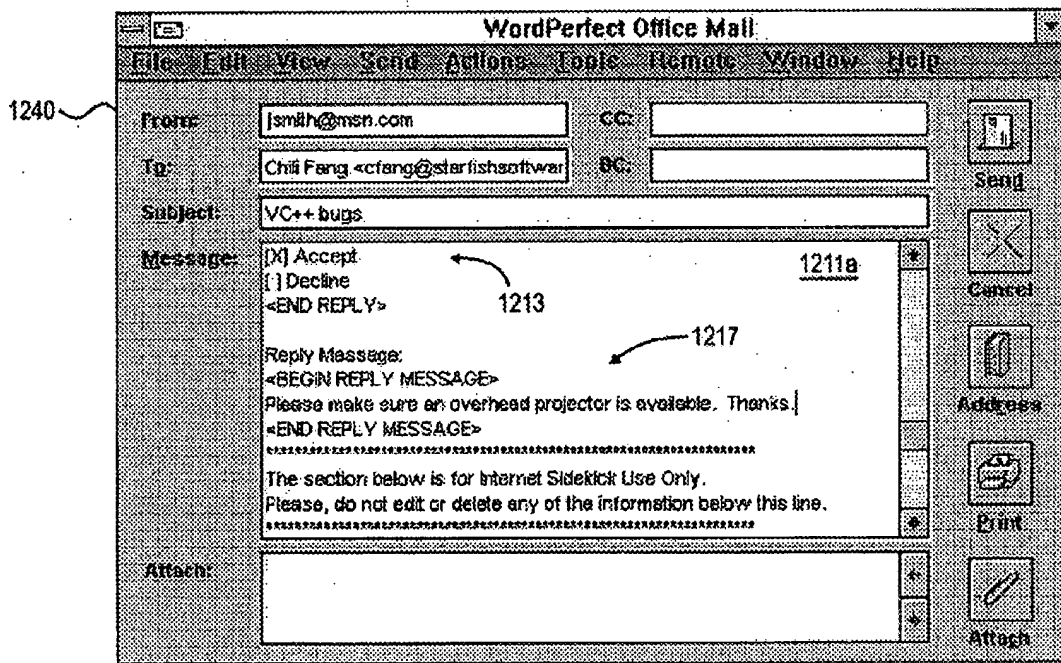 WordPerfect Office Mail
File Edit View Send Actions Topic Remote Window Help
1240
From: jsmith@msn.com CC:
To: Chili Fang <cfang@starfishsoftwar BC:
Send
Subject: VC++ bugs
Message:
[X] Accept
1211a
[ ] Decline
Cancel
<END REPLY>
1213
Reply Message:
1217
<BEGIN REPLY MESSAGE>
Please make sure an overhead projector is available. Thanks.
Address
<END REPLY MESSAGE>
****************************************************************
The section below is for Internet Sidekick Use Only.
Please, do not edit or delete any of the information below this line.
****************************************************************
Print
Attach:
Attach